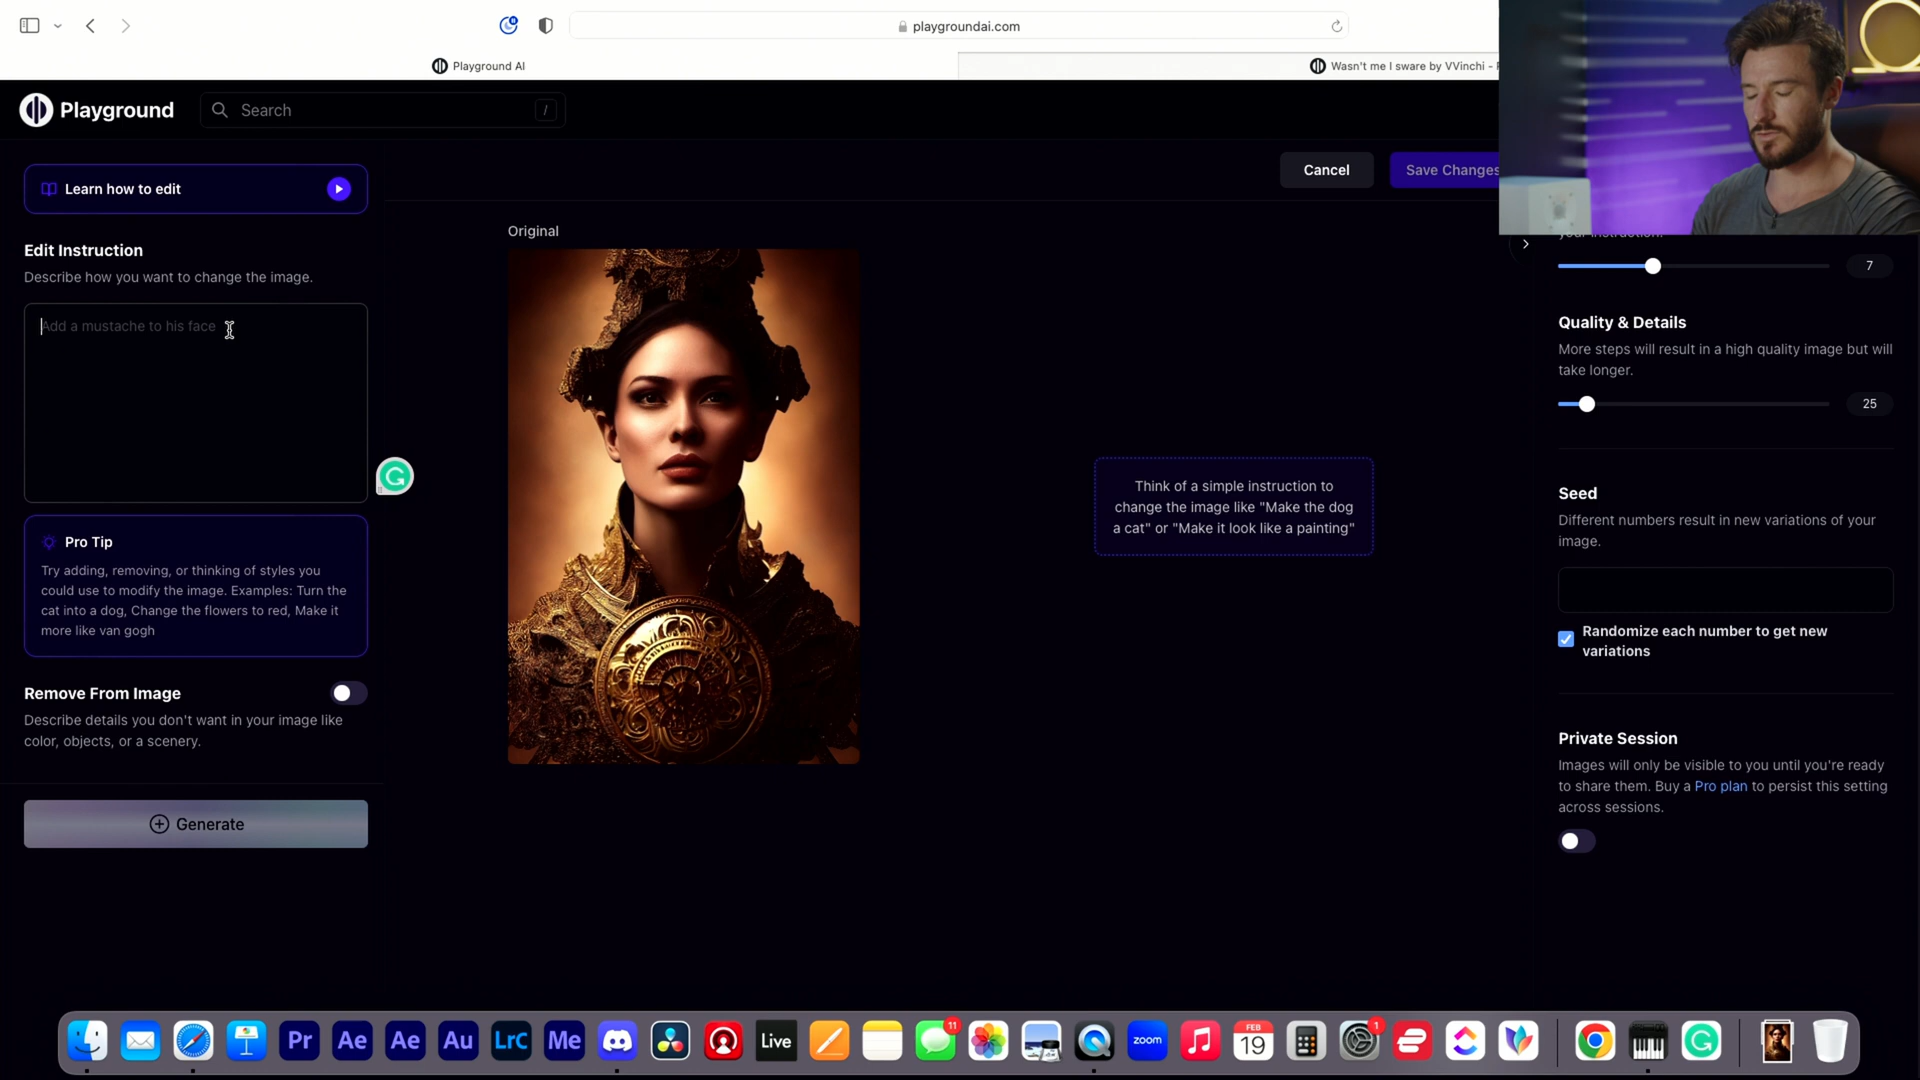 playgroundai.com
Playground AI
Wasn't me I sware by VVinchi -
Playground
Search
/
Learn how to edit
Cancel
Save Changes
Edit Instruction
Describe how you want to change the image.
Add a mustache to his face
Original
7
Quality & Details
More steps will result in a high quality image but will
take longer.
25
Think of a simple instruction to
change the image like "Make the dog
a cat" or "Make it look like a painting"
Pro Tip
Try adding, removing, or thinking of styles you
could use to modify the image. Examples: Turn the
cat into a dog, Change the flowers to red, Make it
more like van gogh
Seed
Different numbers result in new variations of your
image.
Randomize each number to get new
variations
Remove From Image
Describe details you don't want in your image like
color, objects, or a scenery.
Generate
Private Session
Images will only be visible to you until you're ready
to share them. Buy a Pro plan to persist this setting
across sessions.
Pr Ae Ae Au LrC Me Live 11 zoom FEB 19 1